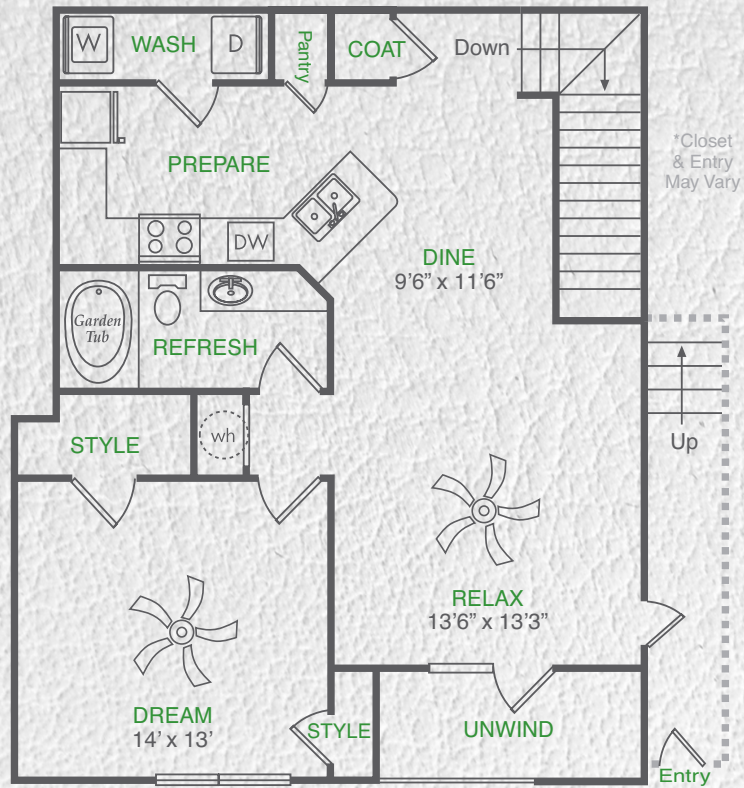 W
WASH
D
Pantry
COAT
Down
*Closet
& Entry
May Vary
PREPARE
DW
DINE
9’6” x 11’6”
Garden
Tub
REFRESH
STYLE
wh
Up
RELAX
13’6” x 13’3”
DREAM
14’ x 13’
STYLE
UNWIND
Entry